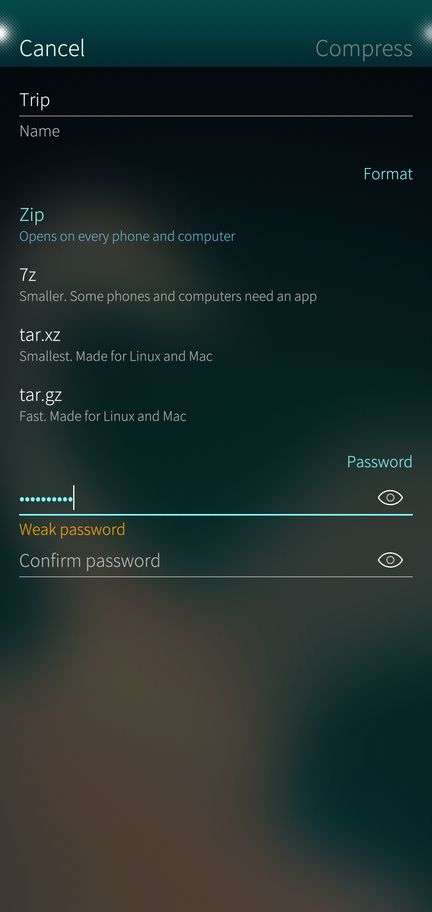 Cancel
Compress
Trip
Name
Format
Zip
Opens on every phone and computer
7z
Smaller. Some phones and computers need an app
tar.xz
Smallest. Made for Linux and Mac
tar.gz
Fast. Made for Linux and Mac
Password
••••••••••
Weak password
Confirm password